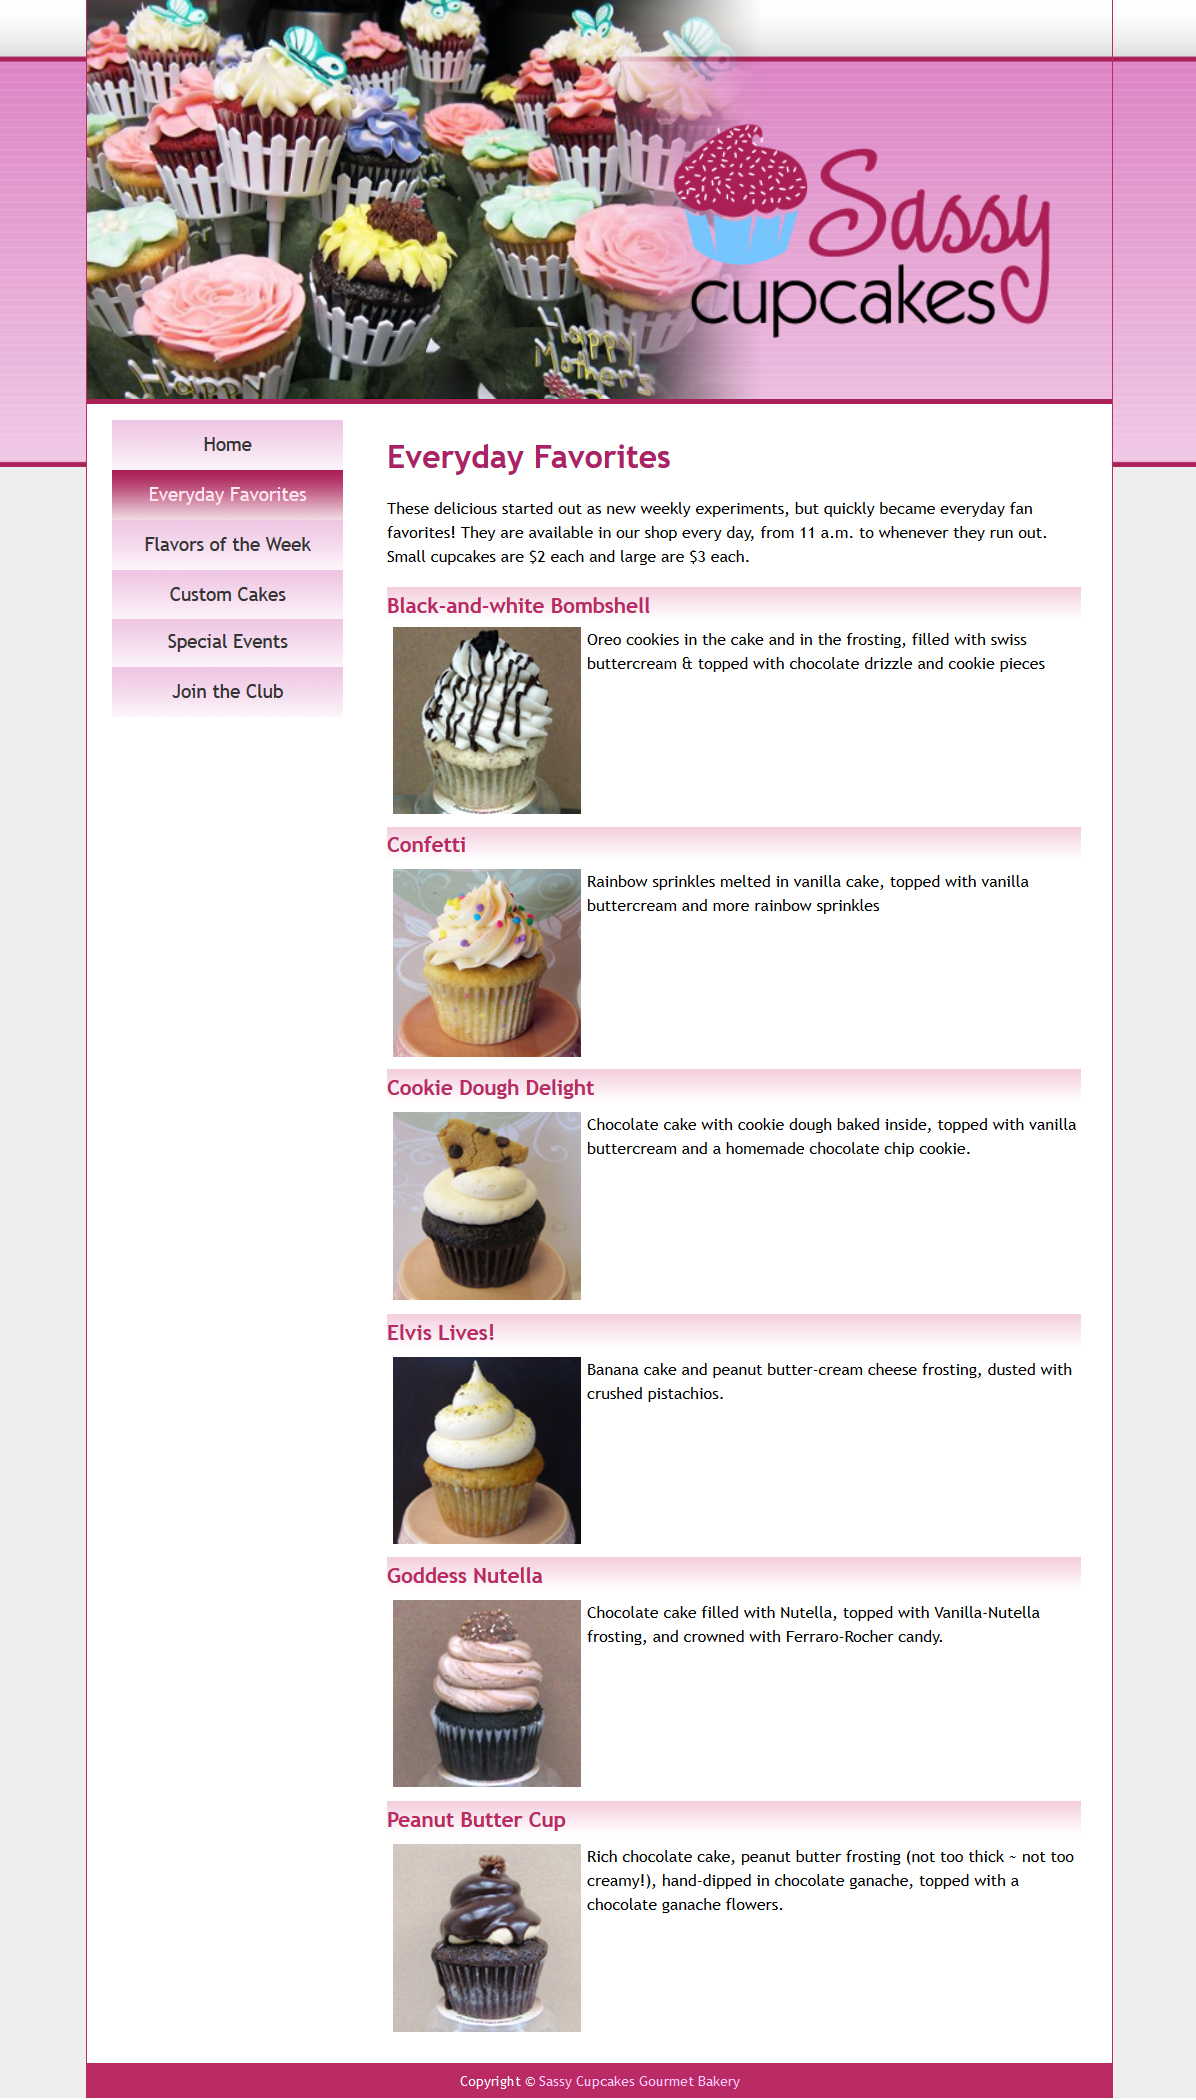 Happy
Happy
Mother's
Sassy
cupcakes
Home
Everyday Favorites
Flavors of the Week
Custom Cakes
Special Events
Join the Club
Everyday Favorites
These delicious started out as new weekly experiments, but quickly became everyday fan
favorites! They are available in our shop every day, from 11 a.m. to whenever they run out.
Small cupcakes are $2 each and large are $3 each.
Black-and-white Bombshell
Oreo cookies in the cake and in the frosting, filled with swiss
buttercream & topped with chocolate drizzle and cookie pieces
Confetti
Rainbow sprinkles melted in vanilla cake, topped with vanilla
buttercream and more rainbow sprinkles
Cookie Dough Delight
Chocolate cake with cookie dough baked inside, topped with vanilla
buttercream and a homemade chocolate chip cookie.
Elvis Lives!
Banana cake and peanut butter-cream cheese frosting, dusted with
crushed pistachios.
Goddess Nutella
Chocolate cake filled with Nutella, topped with Vanilla-Nutella
frosting, and crowned with Ferraro-Rocher candy.
Peanut Butter Cup
Rich chocolate cake, peanut butter frosting (not too thick ~ not too
creamy!), hand-dipped in chocolate ganache, topped with a
chocolate ganache flowers.
Copyright © Sassy Cupcakes Gourmet Bakery